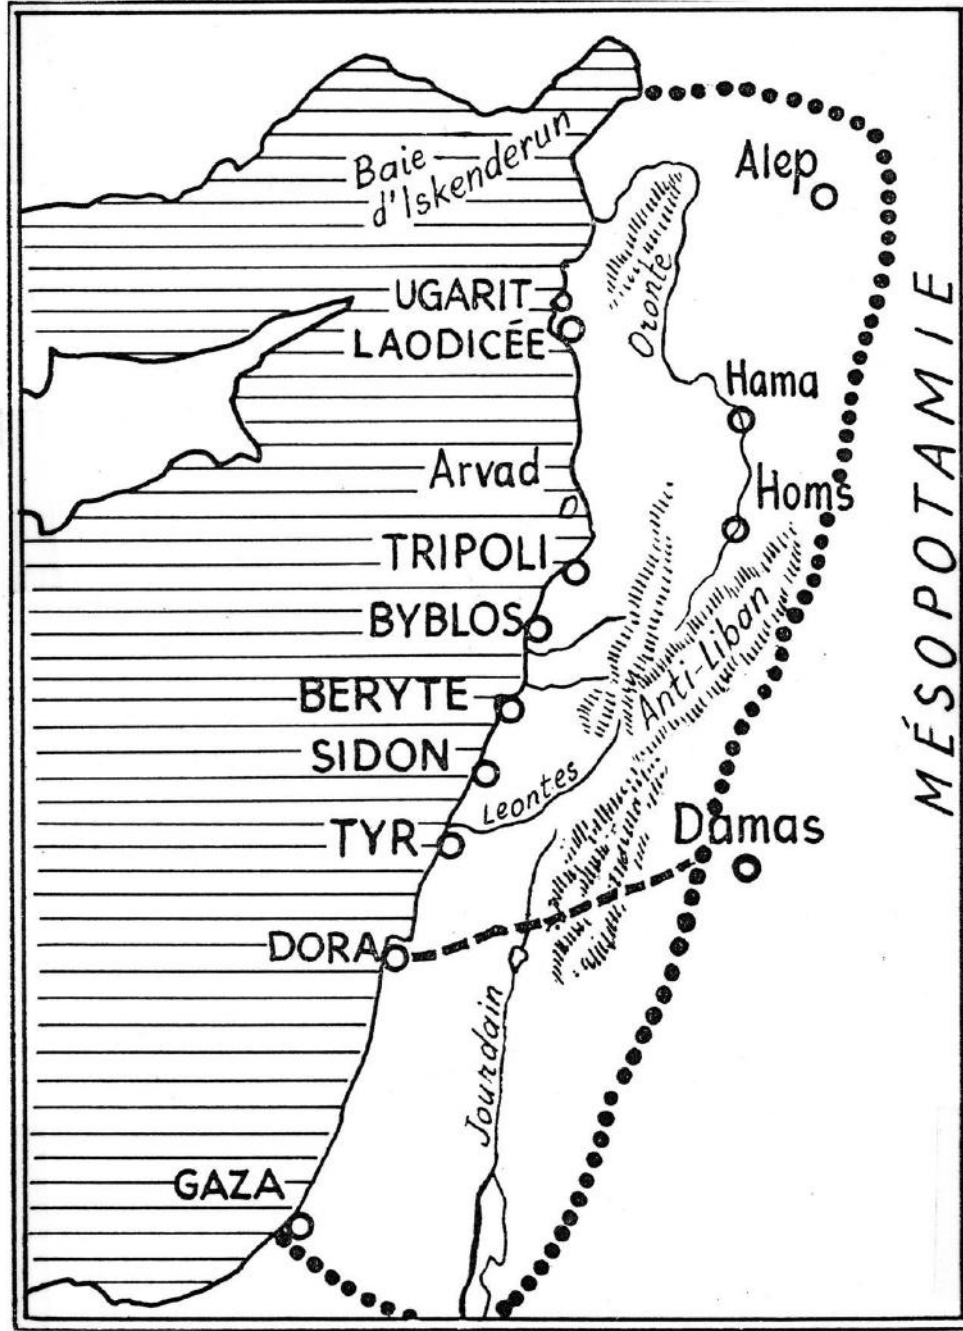 Baie
d'Iskenderun
Alep
UGARIT
LAODICÉE
Oronte
Hama
Arvad
Homs
TRIPOLI
BYBLOS
Anti-Liban
BERYTE
SIDON
Leontes
TYR
Damas
DORA
Jourdain
GAZA
MÉSOPOTAMIE